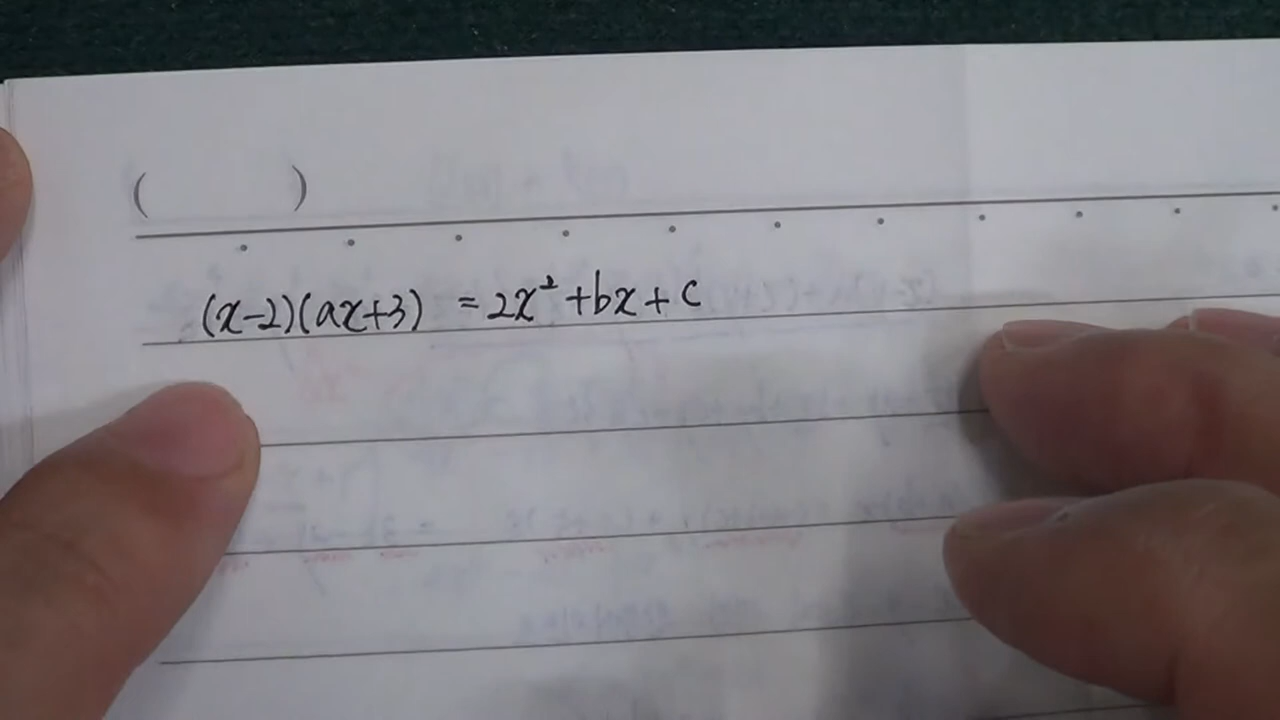 (        )
(x-2)(ax+3) = 2x² + bx + c